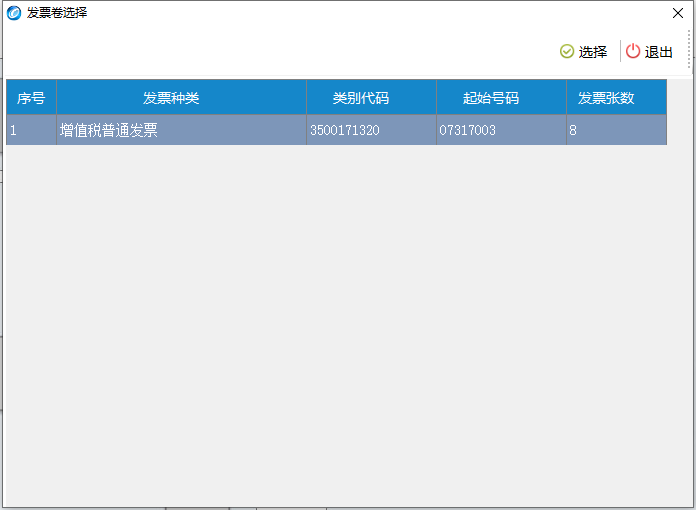 发票卷选择
选择 退出
序号 发票种类 类别代码 起始号码 发票张数
1 增值税普通发票 3500171320 07317003 8